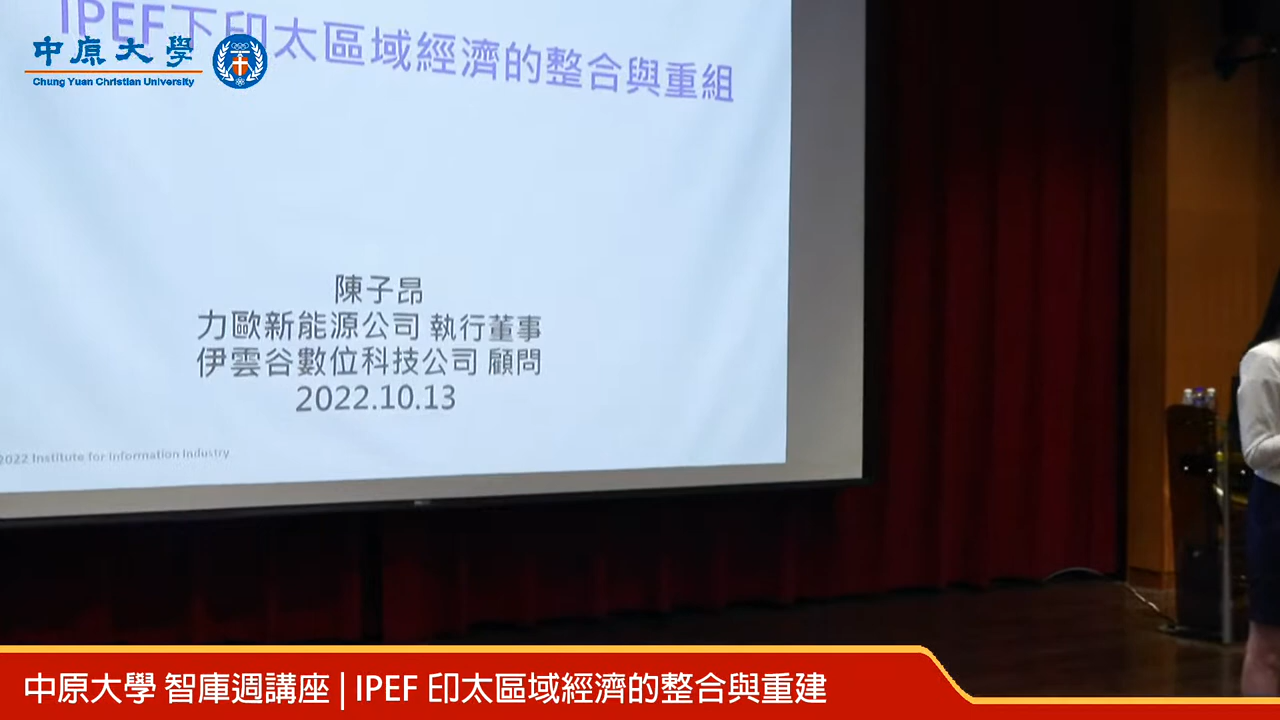 IPEF下印太區域經濟的整合與重組
中原大學
Chung Yuan Christian University
陳子昂
力歐新能源公司 執行董事
伊雲谷數位科技公司 顧問
2022.10.13
2022 Institute for Information Industry
中原大學 智庫週講座 | IPEF 印太區域經濟的整合與重建